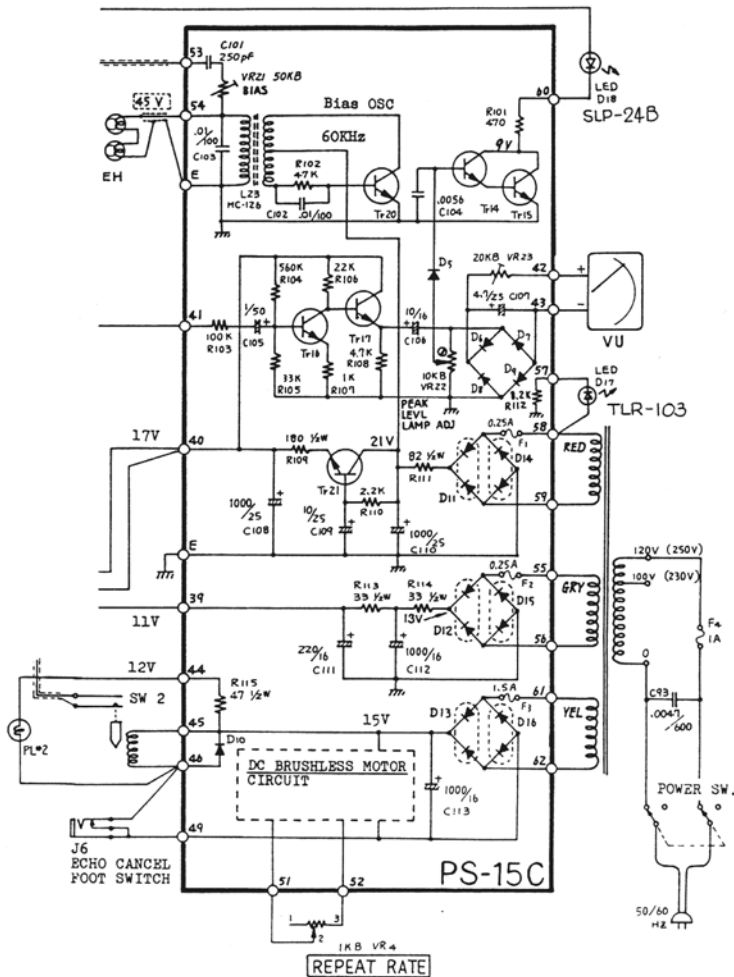 53
C101
250pF
VR21 50KB
BIAS
54
45 V
.01/100
C103
E
EH
Bias OSC
60KHz
R102
47K
L23
MC-126
C102
.01/100
Tr20
R101
470
60
LED
D18
SLP-24B
9V
.0056
C104
Tr14
Tr15
D5
20KB VR23
42
+
4.7/25 C107
43
-
VU
41
100K
R103
1/50
C105
560K
R104
22K
R106
Tr16
Tr17
4.7K
R108
33K
R105
1K
R107
10/16
C106
10KB
VR22
PEAK
LEVL
LAMP ADJ
D6
D7
D8
D9
57
8.2K
R112
LED
D17
TLR-103
17V
40
180 ½W
R109
21V
Tr21
2.2K
R110
82 ½W
R111
0.25A
F1
58
RED
D14
D11
59
1000/25
C108
10/25
C109
1000/25
C110
E
39
11V
R113
33 ½W
R114
33 ½W
13V
0.25A
F2
55
GRY
D15
D12
56
220/16
C111
1000/16
C112
120V (250V)
100V (230V)
F4
1A
0
C93
.0047/600
12V
44
R115
47 ½W
SW 2
45
D10
46
PL#2
15V
1.5A
F3
61
YEL
D13
D16
62
DC BRUSHLESS MOTOR
CIRCUIT
1000/16
C113
POWER SW.
49
J6
ECHO CANCEL
FOOT SWITCH
PS-15C
51
52
1
2
3
1KB VR4
REPEAT RATE
50/60
HZ